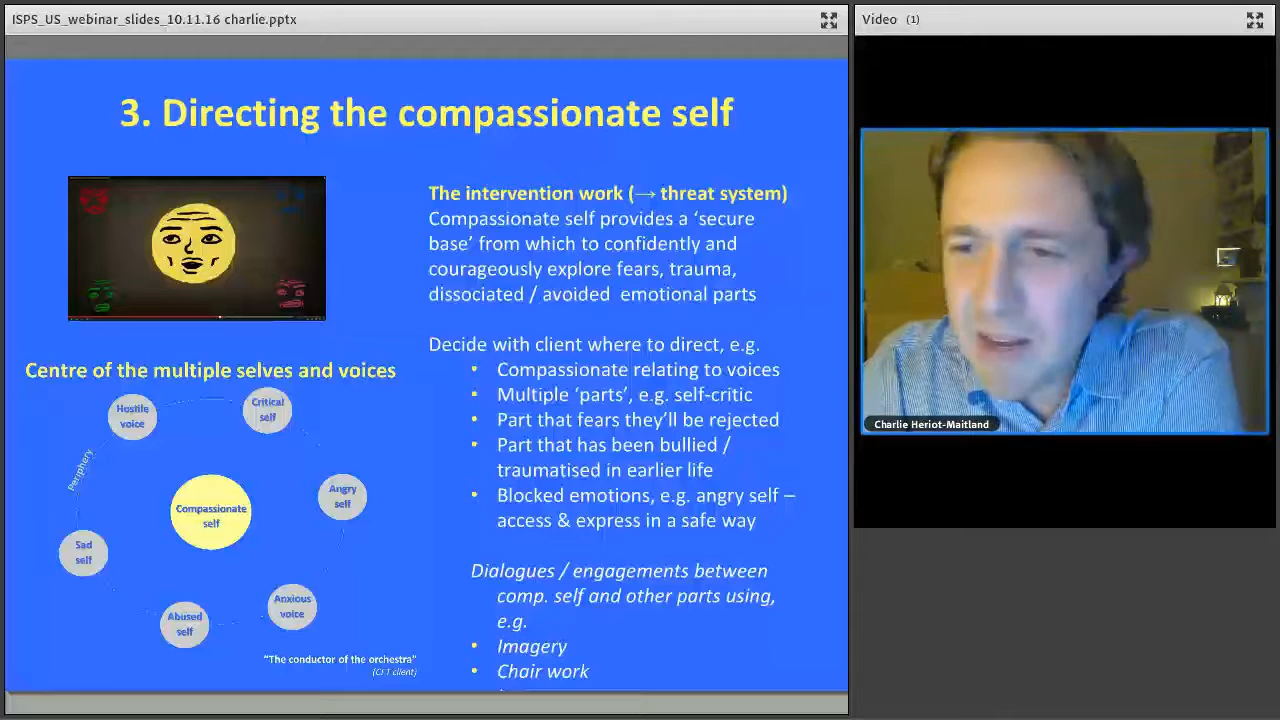 ISPS_US_webinar_slides_10.11.16 charlie.pptx
Video (1)
3. Directing the compassionate self
The intervention work (→ threat system)
Compassionate self provides a ‘secure
base’ from which to confidently and
courageously explore fears, trauma,
dissociated / avoided emotional parts
Decide with client where to direct, e.g.
• Compassionate relating to voices
• Multiple ‘parts’, e.g. self-critic
• Part that fears they’ll be rejected
• Part that has been bullied /
traumatised in earlier life
• Blocked emotions, e.g. angry self –
access & express in a safe way
Dialogues / engagements between
comp. self and other parts using,
e.g.
• Imagery
• Chair work
Centre of the multiple selves and voices
Hostile
voice
Critical
self
Periphery
Angry
self
Compassionate
self
Sad
self
Anxious
voice
Abused
self
“The conductor of the orchestra”
(CFT client)
Charlie Heriot-Maitland